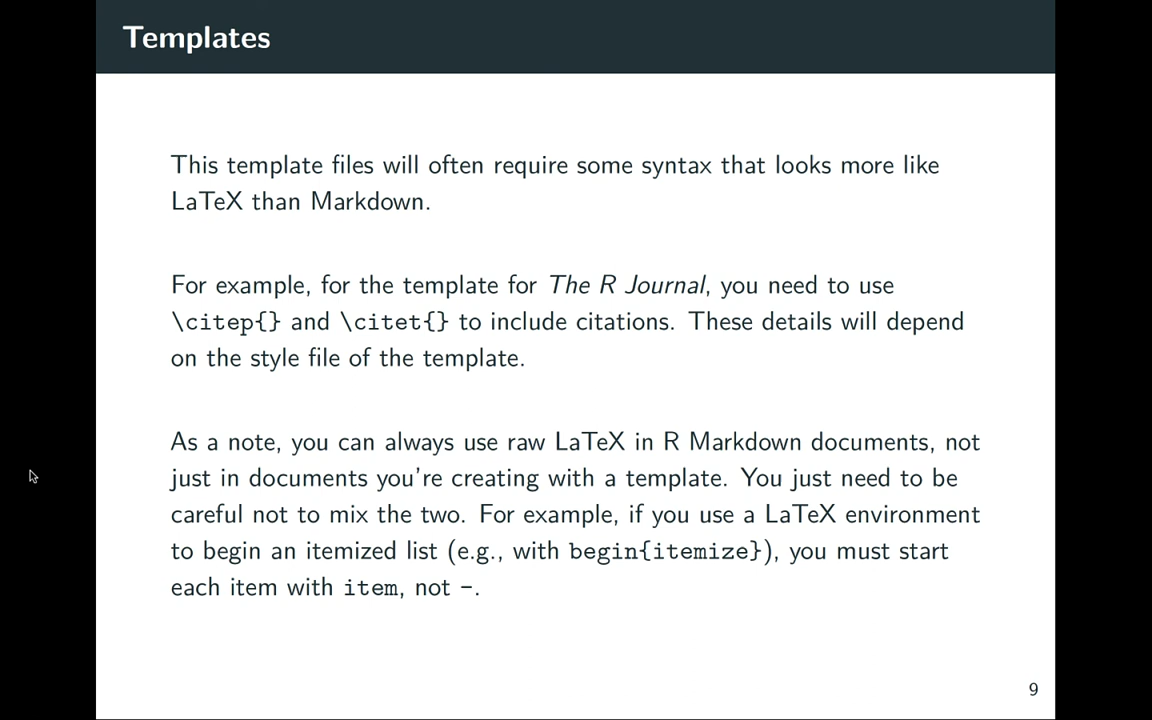 Templates
This template files will often require some syntax that looks more like
LaTeX than Markdown.
For example, for the template for The R Journal, you need to use
\citep{} and \citet{} to include citations. These details will depend
on the style file of the template.
As a note, you can always use raw LaTeX in R Markdown documents, not
just in documents you're creating with a template. You just need to be
careful not to mix the two. For example, if you use a LaTeX environment
to begin an itemized list (e.g., with begin{itemize}), you must start
each item with item, not -.
9